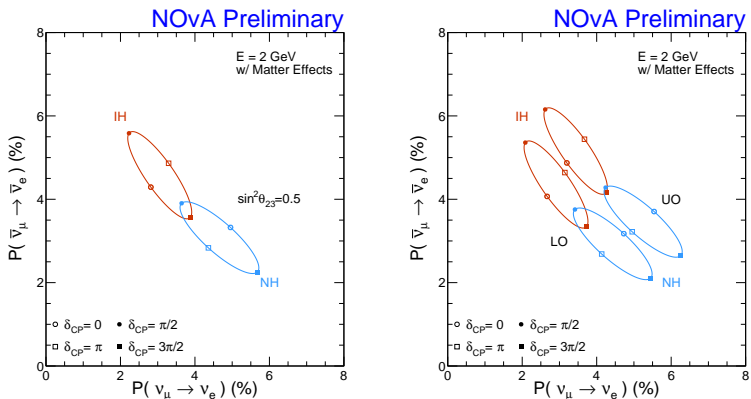 NOvA Preliminary
E = 2 GeV
w/ Matter Effects
IH
sin²θ₂₃=0.5
NH
δCP= 0
δCP= π/2
δCP= π
δCP= 3π/2
P( ν̄μ → ν̄e ) (%)
0
2
4
6
8
0 2 4 6 8
P( νμ → νe ) (%)
NOvA Preliminary
E = 2 GeV
w/ Matter Effects
IH
UO
LO
NH
δCP= 0
δCP= π/2
δCP= π
δCP= 3π/2
P( ν̄μ → ν̄e ) (%)
0
2
4
6
8
0 2 4 6 8
P( νμ → νe ) (%)